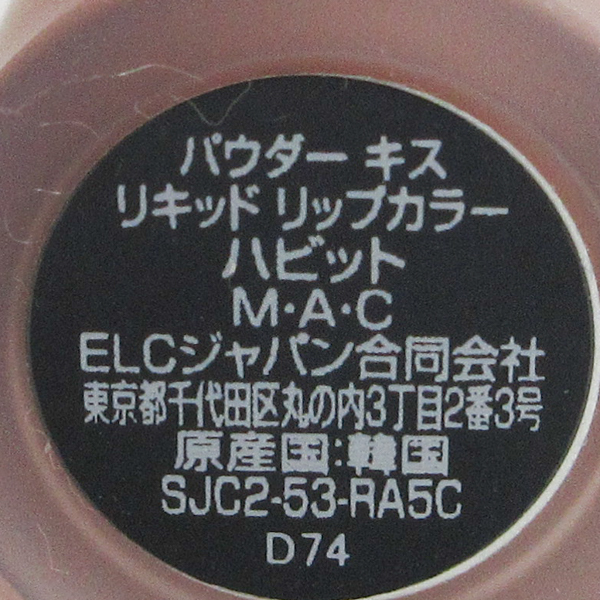 パウダー キス
リキッド リップカラー
ハビット
M・A・C
ELCジャパン合同会社
東京都千代田区丸の内3丁目2番3号
原産国:韓国
SJC2-53-RA5C
D74